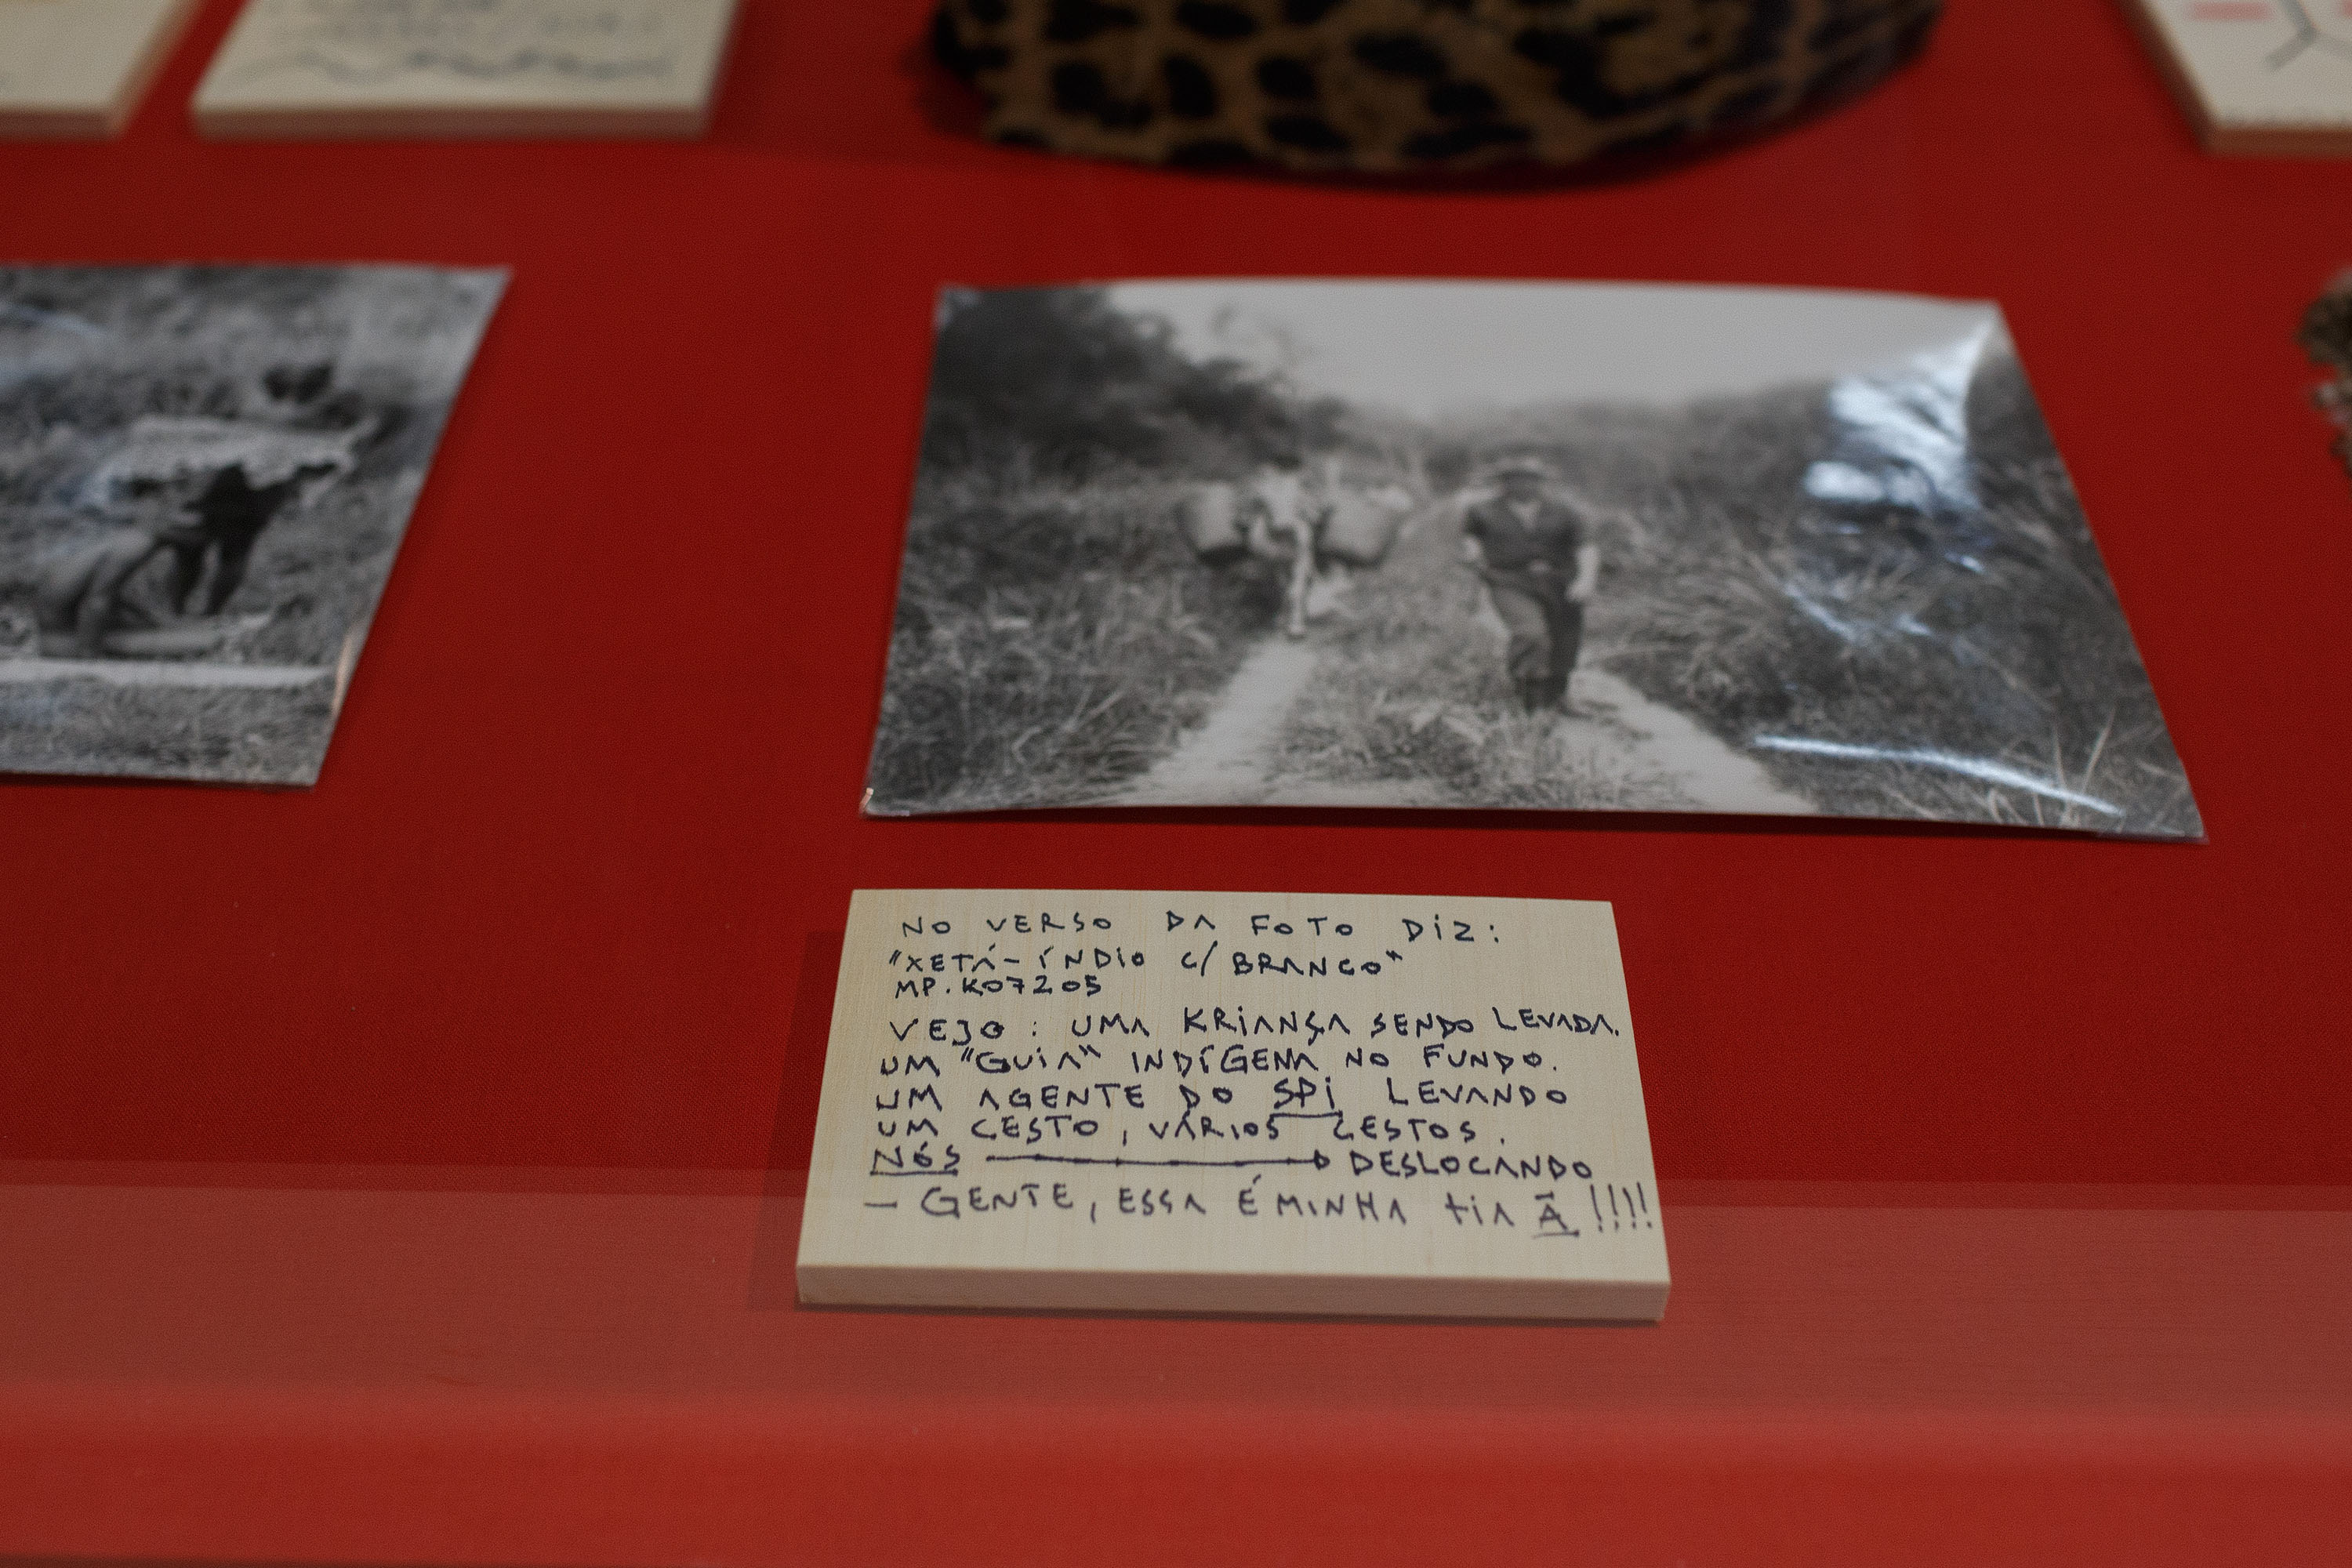 NO VERSO DA FOTO DIZ:
"XETÁ - ÍNDIO C/ BRANCO"
MP.K07205
VEJO: UMA KRIANÇA SENDO LEVADA.
UM "GUIA" INDÍGENA NO FUNDO.
UM AGENTE DO SPI LEVANDO
UM CESTO, VÁRIOS CESTOS.
NÓS → DESLOCANDO
- GENTE, ESSA É MINHA TIA Ã !!!!